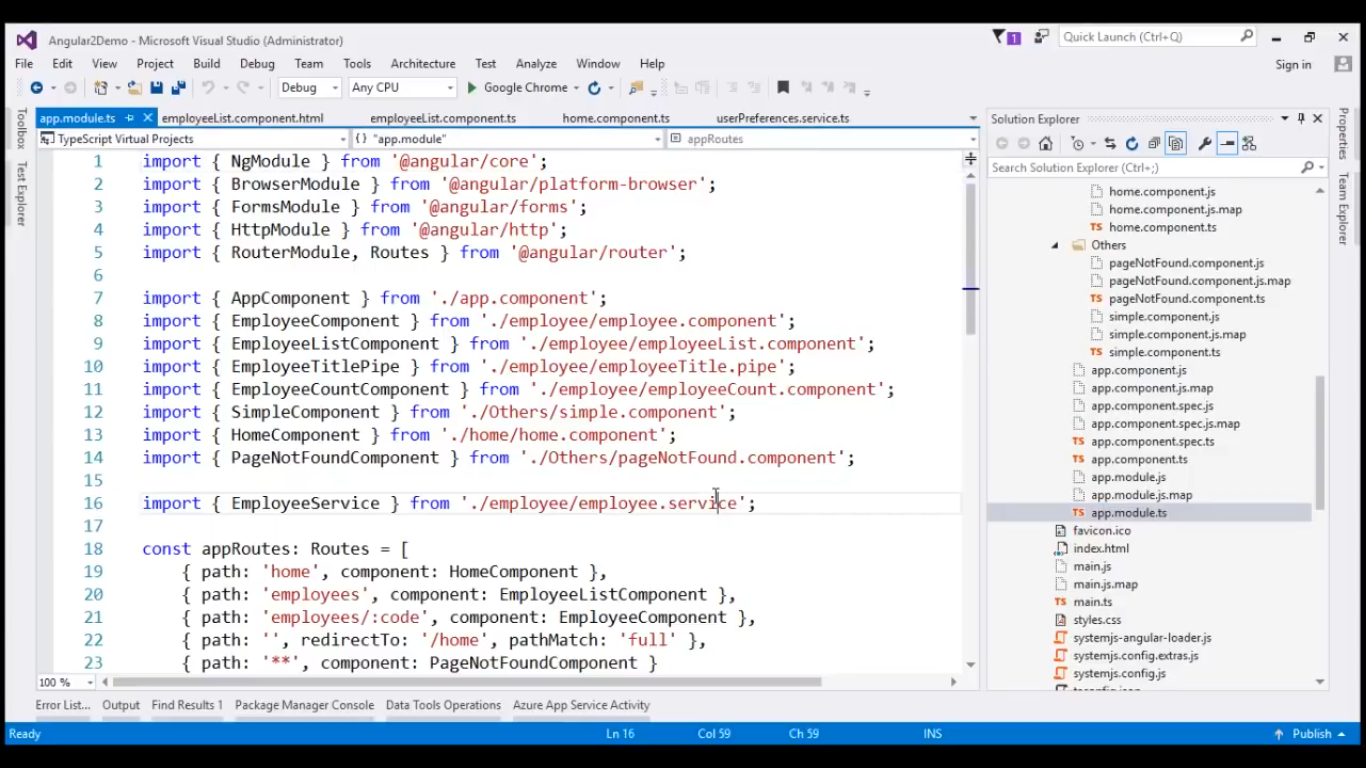 Angular2Demo - Microsoft Visual Studio (Administrator)
1
Quick Launch (Ctrl+Q)
File Edit View Project Build Debug Team Tools Architecture Test Analyze Window Help
Sign in
Debug Any CPU Google Chrome
Toolbox
Test Explorer
app.module.ts employeeList.component.html employeeList.component.ts home.component.ts userPreferences.service.ts
TypeScript Virtual Projects {} "app.module" appRoutes
1 import { NgModule } from '@angular/core';
2 import { BrowserModule } from '@angular/platform-browser';
3 import { FormsModule } from '@angular/forms';
4 import { HttpModule } from '@angular/http';
5 import { RouterModule, Routes } from '@angular/router';
6
7 import { AppComponent } from './app.component';
8 import { EmployeeComponent } from './employee/employee.component';
9 import { EmployeeListComponent } from './employee/employeeList.component';
10 import { EmployeeTitlePipe } from './employee/employeeTitle.pipe';
11 import { EmployeeCountComponent } from './employee/employeeCount.component';
12 import { SimpleComponent } from './Others/simple.component';
13 import { HomeComponent } from './home/home.component';
14 import { PageNotFoundComponent } from './Others/pageNotFound.component';
15
16 import { EmployeeService } from './employee/employee.service';
17
18 const appRoutes: Routes = [
19 { path: 'home', component: HomeComponent },
20 { path: 'employees', component: EmployeeListComponent },
21 { path: 'employees/:code', component: EmployeeComponent },
22 { path: '', redirectTo: '/home', pathMatch: 'full' },
23 { path: '**', component: PageNotFoundComponent }
100 %
Solution Explorer
Search Solution Explorer (Ctrl+;)
home.component.js
home.component.js.map
TS home.component.ts
Others
pageNotFound.component.js
pageNotFound.component.js.map
TS pageNotFound.component.ts
simple.component.js
simple.component.js.map
TS simple.component.ts
app.component.js
app.component.js.map
app.component.spec.js
app.component.spec.js.map
TS app.component.spec.ts
TS app.component.ts
app.module.js
app.module.js.map
TS app.module.ts
favicon.ico
index.html
main.js
main.js.map
TS main.ts
styles.css
systemjs-angular-loader.js
systemjs.config.extras.js
systemjs.config.js
Properties
Team Explorer
Error List... Output Find Results 1 Package Manager Console Data Tools Operations Azure App Service Activity
Ready Ln 16 Col 59 Ch 59 INS Publish